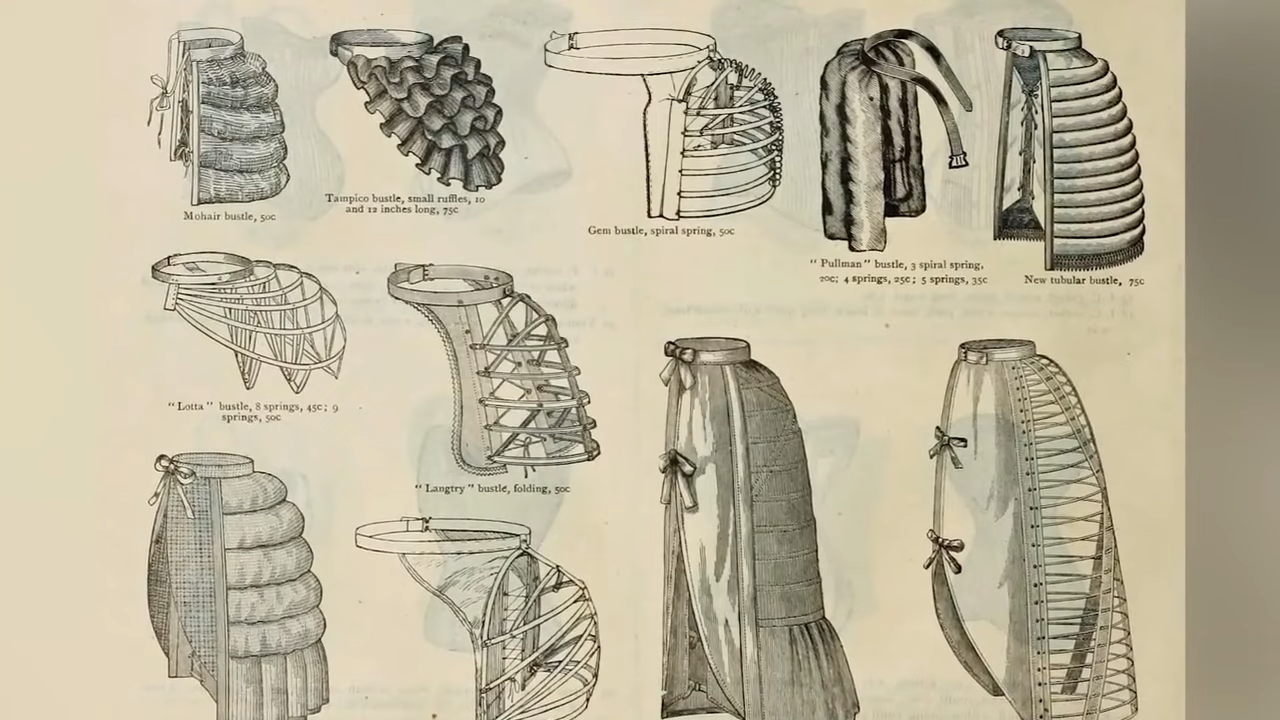 Mohair bustle, 50c
Tampico bustle, small ruffles, 10
and 12 inches long, 75c
Gem bustle, spiral spring, 50c
"Pullman" bustle, 3 spiral spring,
20c; 4 springs, 25c; 5 springs, 35c
New tubular bustle, 75c
"Lotta" bustle, 8 springs, 45c; 9
springs, 50c
"Langtry" bustle, folding, 50c